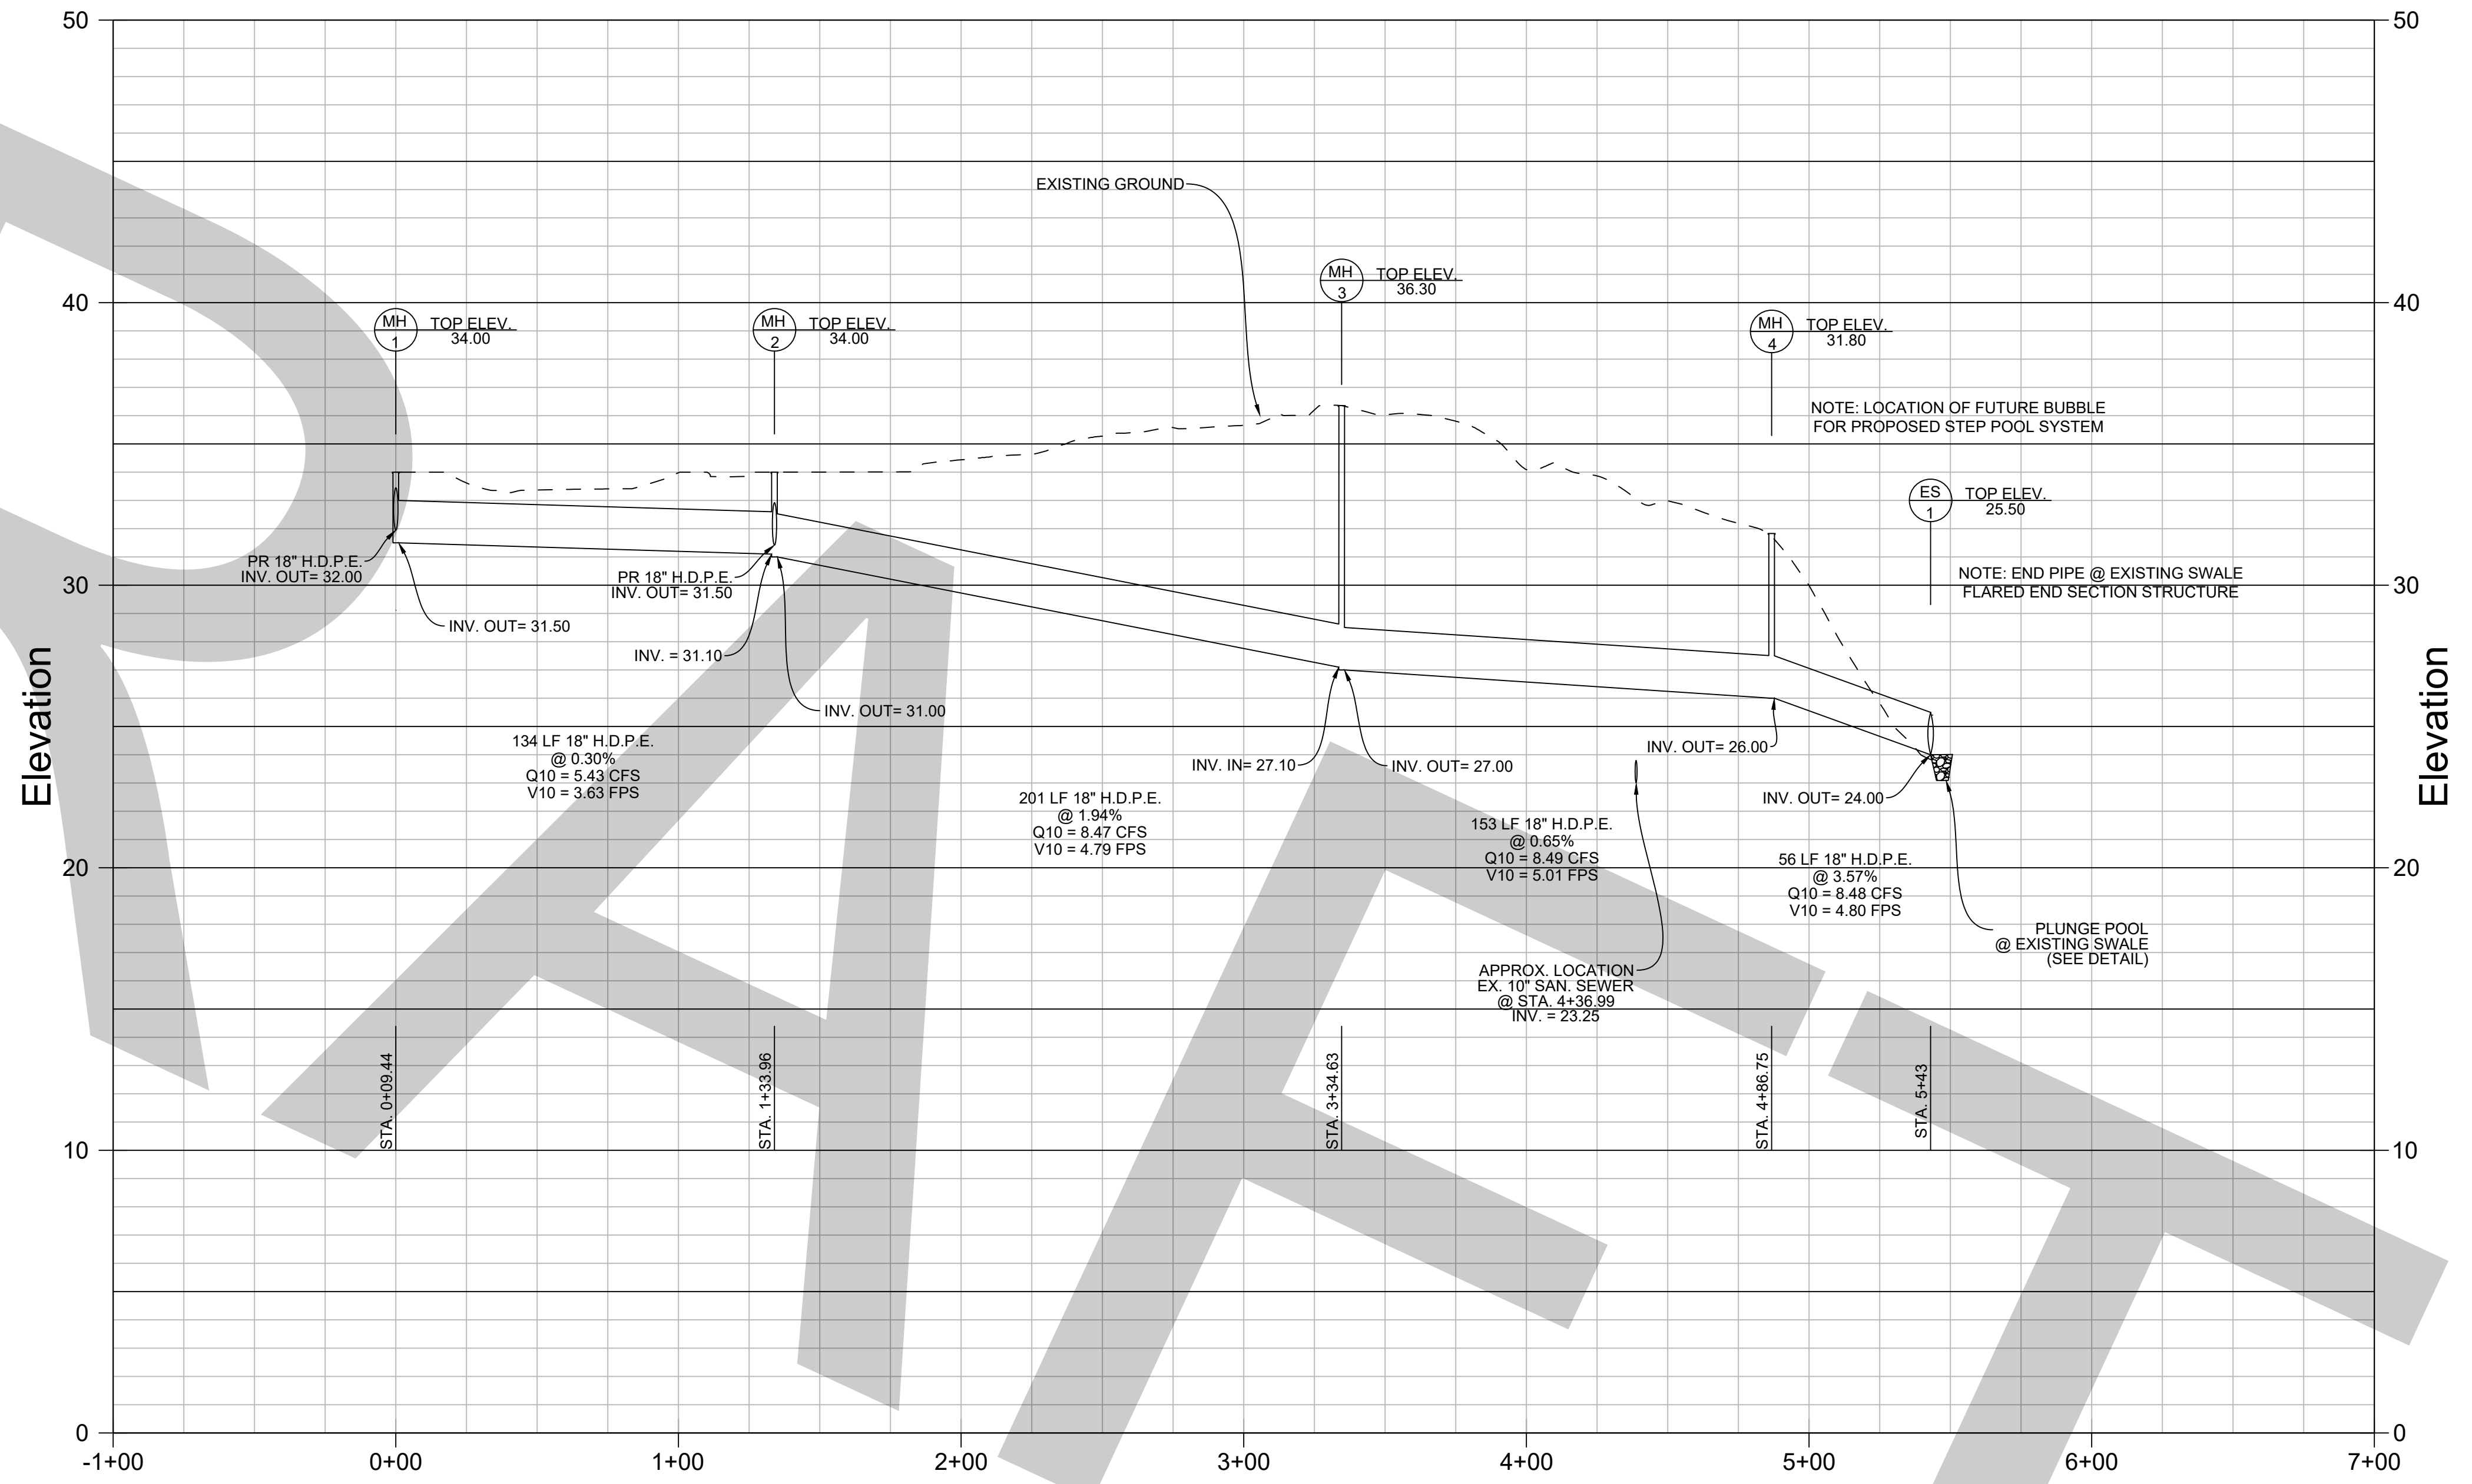 50
50
EXISTING GROUND
MH
3
TOP ELEV.
36.30
40
40
MH
1
TOP ELEV.
34.00
MH
2
TOP ELEV.
34.00
MH
4
TOP ELEV.
31.80
NOTE: LOCATION OF FUTURE BUBBLE
FOR PROPOSED STEP POOL SYSTEM
ES
1
TOP ELEV.
25.50
PR 18" H.D.P.E.
INV. OUT= 32.00
PR 18" H.D.P.E.
INV. OUT= 31.50
NOTE: END PIPE @ EXISTING SWALE
FLARED END SECTION STRUCTURE
30
30
INV. OUT= 31.50
INV. = 31.10
INV. OUT= 31.00
Elevation
Elevation
134 LF 18" H.D.P.E.
@ 0.30%
Q10 = 5.43 CFS
V10 = 3.63 FPS
INV. IN= 27.10
INV. OUT= 27.00
INV. OUT= 26.00
INV. OUT= 24.00
201 LF 18" H.D.P.E.
@ 1.94%
Q10 = 8.47 CFS
V10 = 4.79 FPS
153 LF 18" H.D.P.E.
@ 0.65%
Q10 = 8.49 CFS
V10 = 5.01 FPS
56 LF 18" H.D.P.E.
@ 3.57%
Q10 = 8.48 CFS
V10 = 4.80 FPS
20
20
PLUNGE POOL
@ EXISTING SWALE
(SEE DETAIL)
APPROX. LOCATION
EX. 10" SAN. SEWER
@ STA. 4+36.99
INV. = 23.25
STA. 0+09.44
STA. 1+33.96
STA. 3+34.63
STA. 4+86.75
STA. 5+43
10
10
0
0
-1+00
0+00
1+00
2+00
3+00
4+00
5+00
6+00
7+00
RAFT